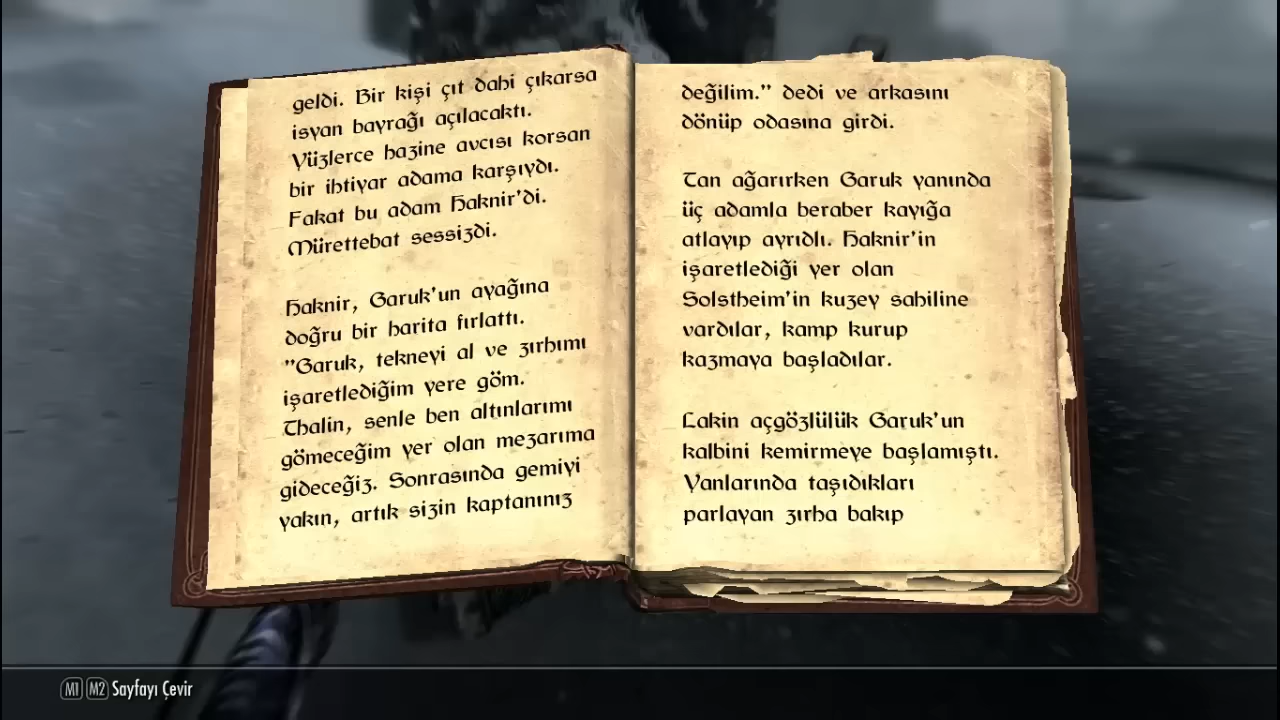 geldi. Bir kişi çıt dahi çıkarsa
isyan bayrağı açılacaktı.
Yüzlerce hazine avcısı korsan
bir ihtiyar adama karşıydı.
Fakat bu adam Haknir'di.
Mürettebat sessizdi.
Haknir, Garuk'un ayağına
doğru bir harita fırlattı.
"Garuk, tekneyi al ve zırhımı
işaretlediğim yere göm.
Thalin, senle ben altınlarımı
gömeceğim yer olan mezarıma
gideceğiz. Sonrasında gemiyi
yakın, artık sizin kaptanınız
değilim." dedi ve arkasını
dönüp odasına girdi.
Tan ağarırken Garuk yanında
üç adamla beraber kayığa
atlayıp ayrıdlı. Haknir'in
işaretlediği yer olan
Solstheim'in kuzey sahiline
vardılar, kamp kurup
kazmaya başladılar.
Lakin açgözlülük Garuk'un
kalbini kemirmeye başlamıştı.
Yanlarında taşıdıkları
parlayan zırha bakıp
M1 M2 Sayfayı Çevir